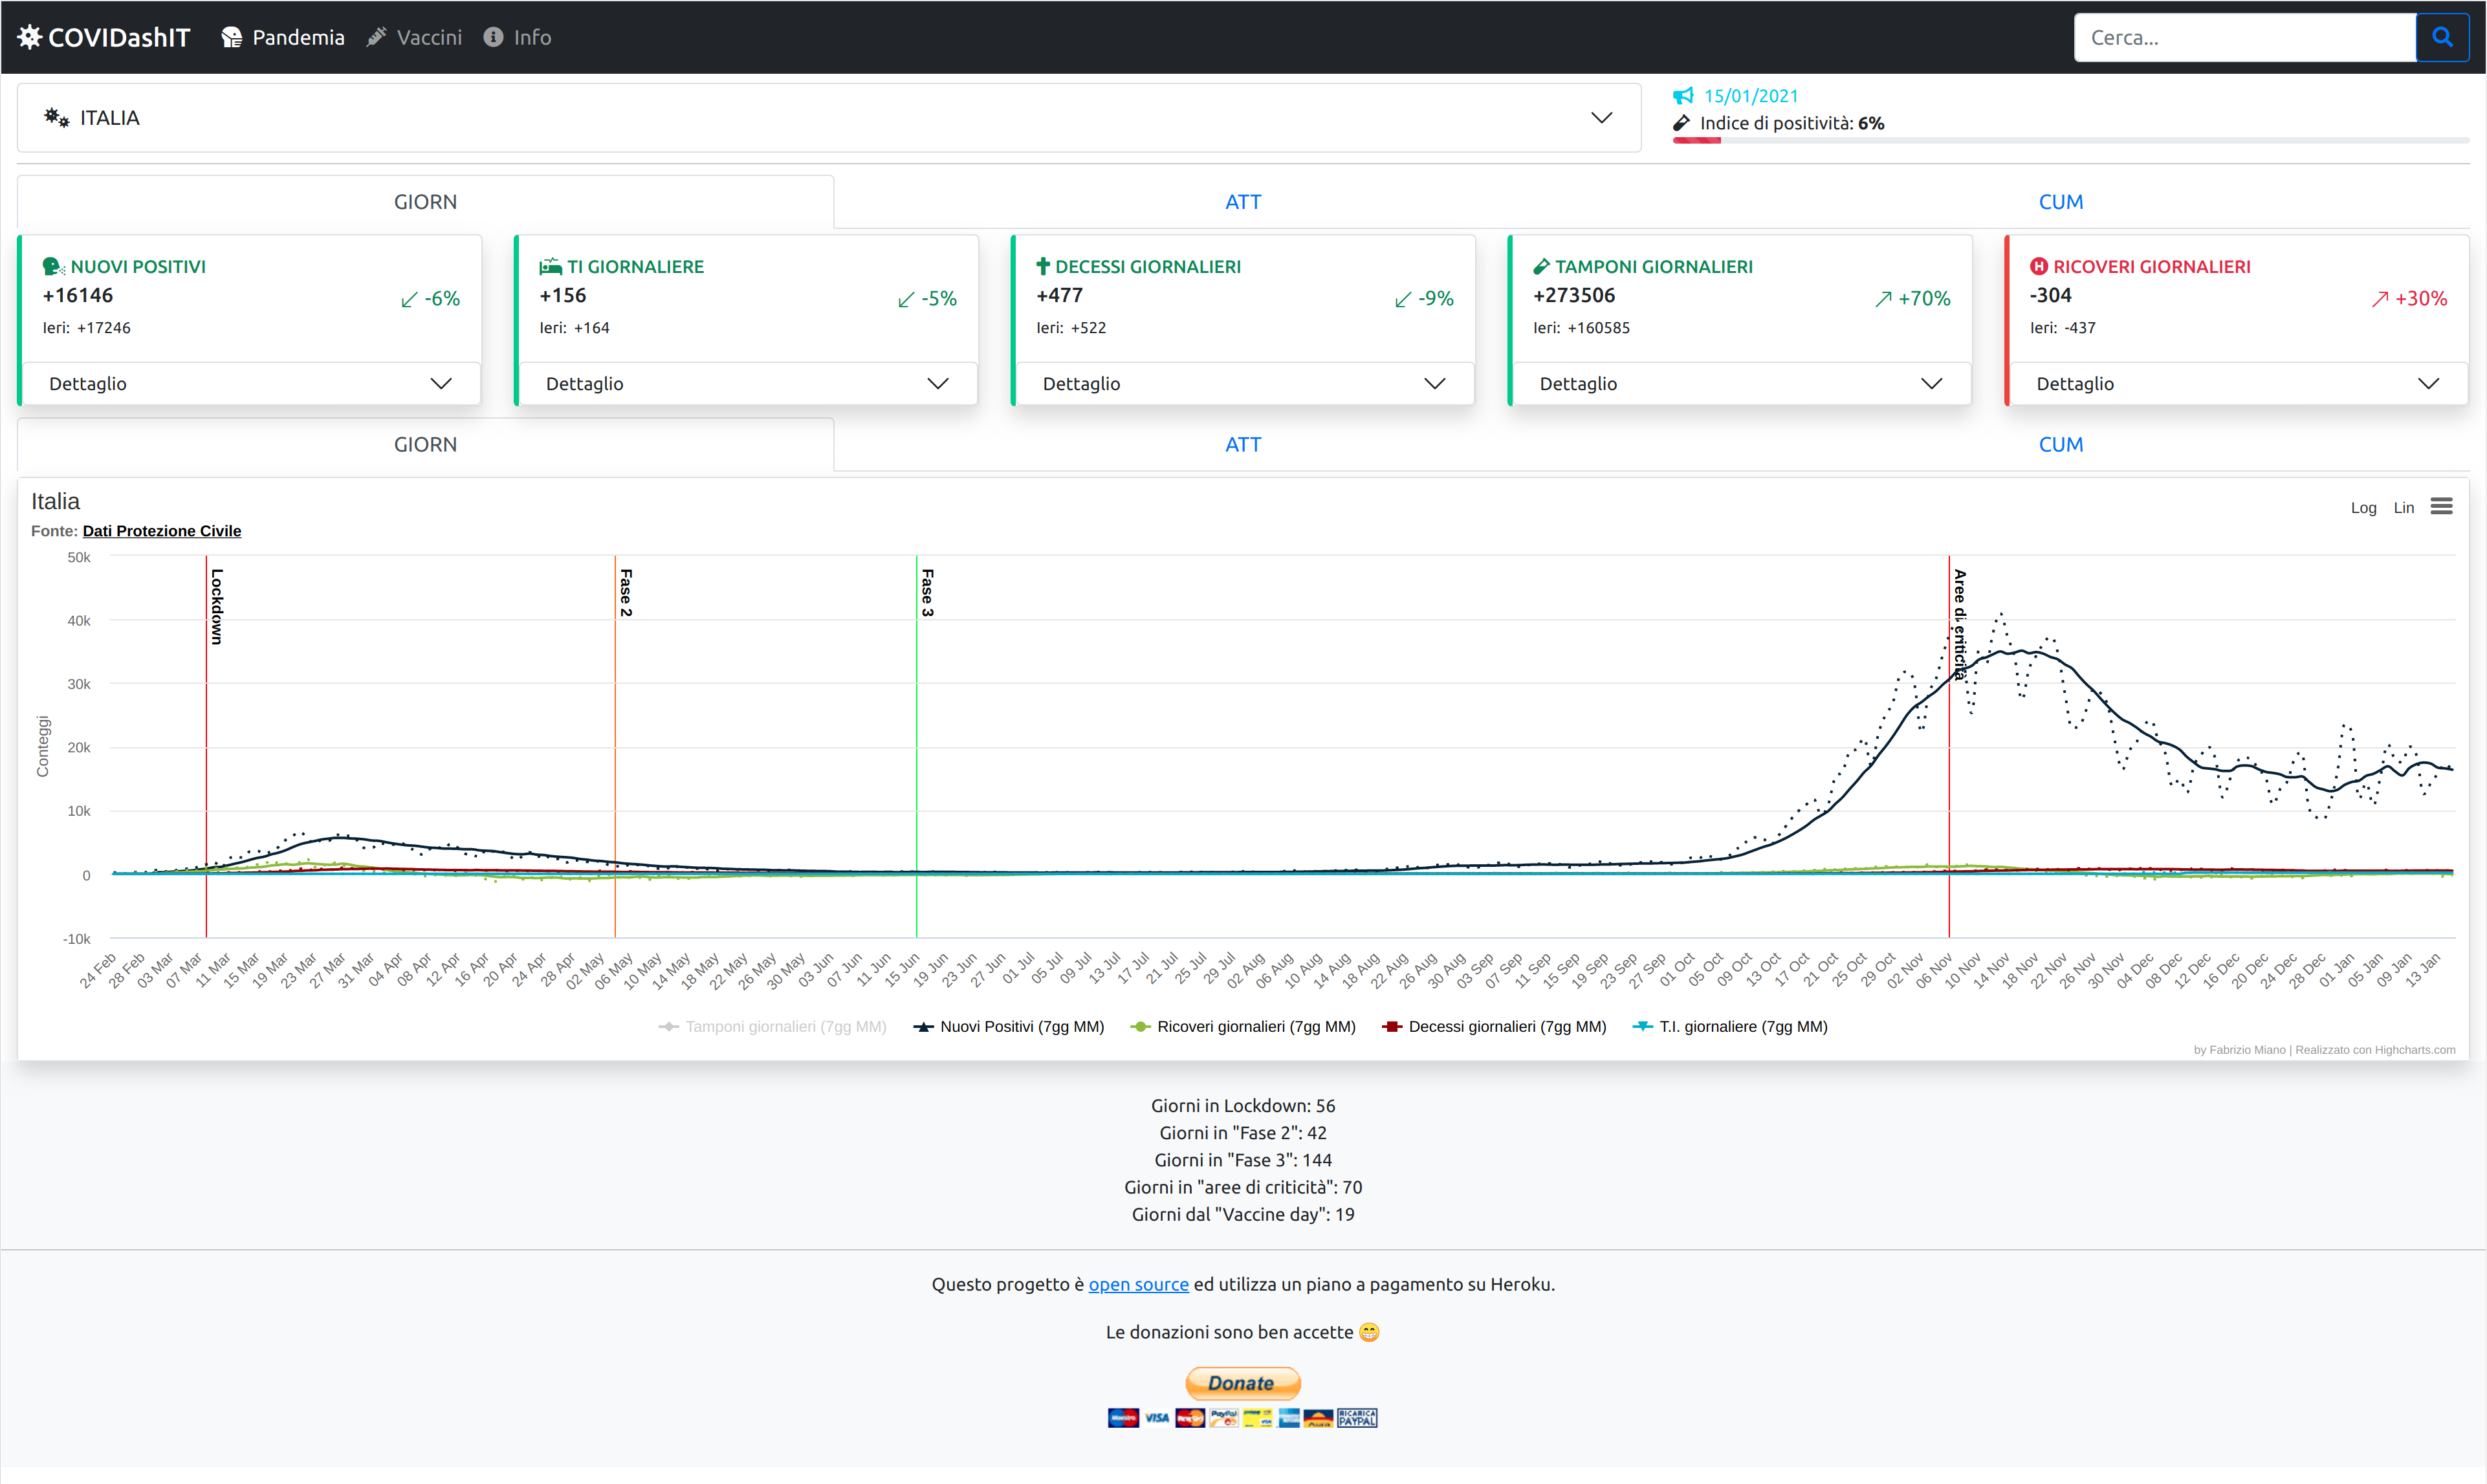 COVIDashIT Pandemia Vaccini Info Cerca...
ITALIA
15/01/2021
Indice di positività: 6%
GIORN ATT CUM
NUOVI POSITIVI
+16146
-6%
Ieri: +17246
Dettaglio
TI GIORNALIERE
+156
-5%
Ieri: +164
Dettaglio
DECESSI GIORNALIERI
+477
-9%
Ieri: +522
Dettaglio
TAMPONI GIORNALIERI
+273506
+70%
Ieri: +160585
Dettaglio
RICOVERI GIORNALIERI
-304
+30%
Ieri: -437
Dettaglio
GIORN ATT CUM
Italia
Log Lin
Fonte: Dati Protezione Civile
Conteggi
50k
40k
30k
20k
10k
0
-10k
Lockdown
Fase 2
Fase 3
Aree di criticità
24 Feb 28 Feb 03 Mar 07 Mar 11 Mar 15 Mar 19 Mar 23 Mar 27 Mar 31 Mar 04 Apr 08 Apr 12 Apr 16 Apr 20 Apr 24 Apr 28 Apr 02 May 06 May 10 May 14 May 18 May 22 May 26 May 30 May 03 Jun 07 Jun 11 Jun 15 Jun 19 Jun 23 Jun 27 Jun 01 Jul 05 Jul 09 Jul 13 Jul 17 Jul 21 Jul 25 Jul 29 Jul 02 Aug 06 Aug 10 Aug 14 Aug 18 Aug 22 Aug 26 Aug 30 Aug 03 Sep 07 Sep 11 Sep 15 Sep 19 Sep 23 Sep 27 Sep 01 Oct 05 Oct 09 Oct 13 Oct 17 Oct 21 Oct 25 Oct 29 Oct 02 Nov 06 Nov 10 Nov 14 Nov 18 Nov 22 Nov 26 Nov 30 Nov 04 Dec 08 Dec 12 Dec 16 Dec 20 Dec 24 Dec 28 Dec 01 Jan 05 Jan 09 Jan 13 Jan
Tamponi giornalieri (7gg MM) Nuovi Positivi (7gg MM) Ricoveri giornalieri (7gg MM) Decessi giornalieri (7gg MM) T.I. giornaliere (7gg MM)
by Fabrizio Miano | Realizzato con Highcharts.com
Giorni in Lockdown: 56
Giorni in "Fase 2": 42
Giorni in "Fase 3": 144
Giorni in "aree di criticità": 70
Giorni dal "Vaccine day": 19
Questo progetto è open source ed utilizza un piano a pagamento su Heroku.
Le donazioni sono ben accette
Donate
Maestro VISA PayPal RICARICA PAYPAL